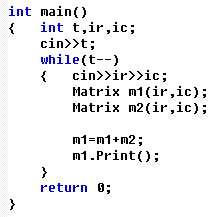 int main()
{   int t,ir,ic;
    cin>>t;
    while(t--)
    {   cin>>ir>>ic;
        Matrix m1(ir,ic);
        Matrix m2(ir,ic);

        m1=m1+m2;
        m1.Print();
    }
    return 0;
}